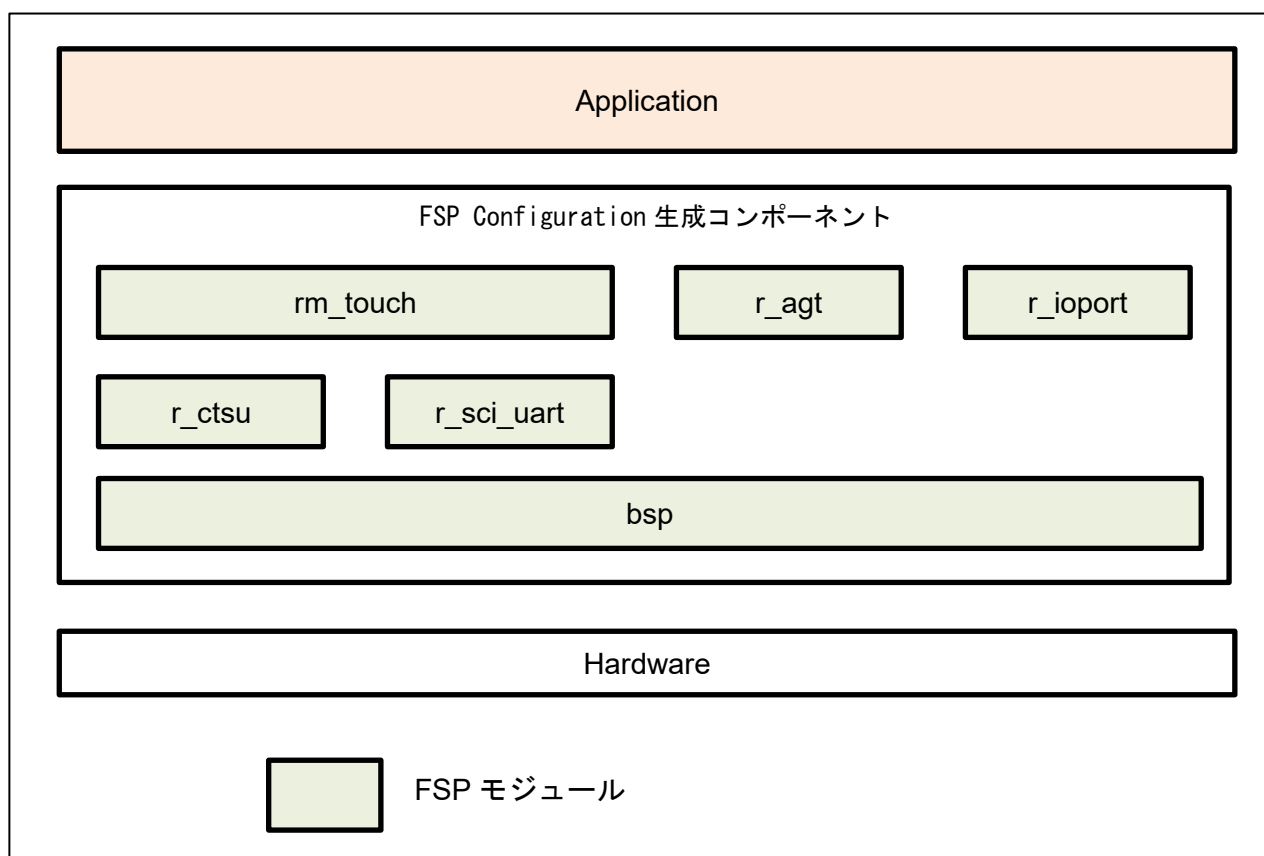 Application
FSP Configuration 生成コンポーネント
rm_touch
r_agt
r_ioport
r_ctsu
r_sci_uart
bsp
Hardware
FSP モジュール